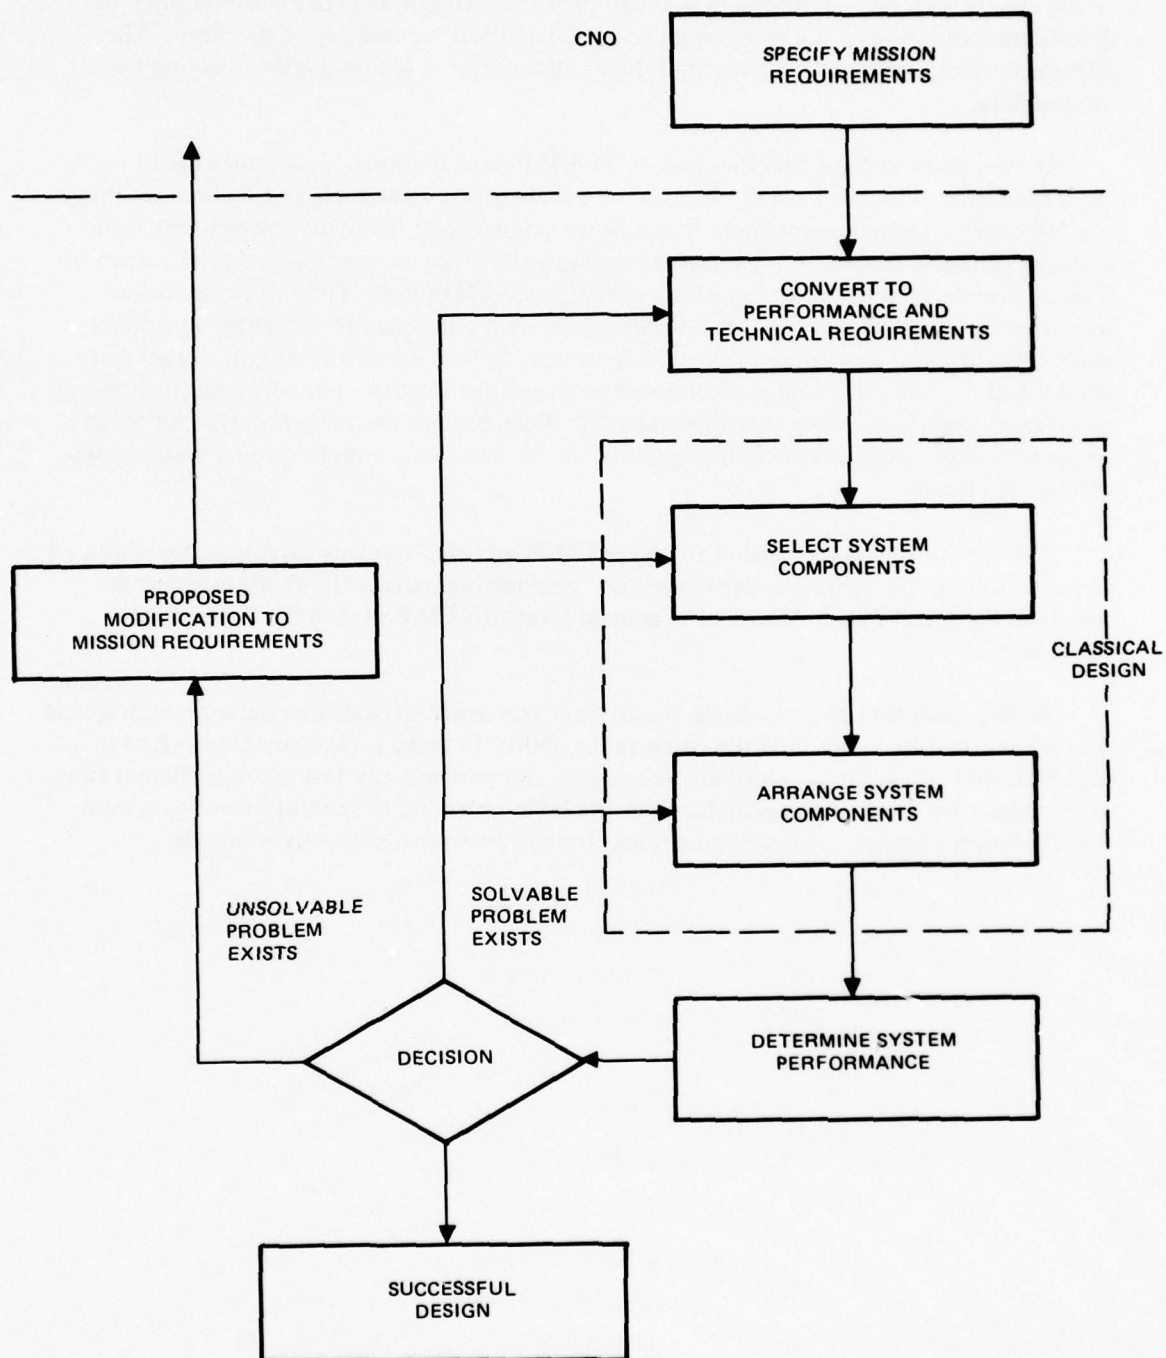 CNO
SPECIFY MISSION
REQUIREMENTS
CONVERT TO
PERFORMANCE AND
TECHNICAL REQUIREMENTS
SELECT SYSTEM
COMPONENTS
PROPOSED
MODIFICATION TO
MISSION REQUIREMENTS
CLASSICAL
DESIGN
ARRANGE SYSTEM
COMPONENTS
UNSOLVABLE
PROBLEM
EXISTS
SOLVABLE
PROBLEM
EXISTS
DECISION
DETERMINE SYSTEM
PERFORMANCE
SUCCESSFUL
DESIGN